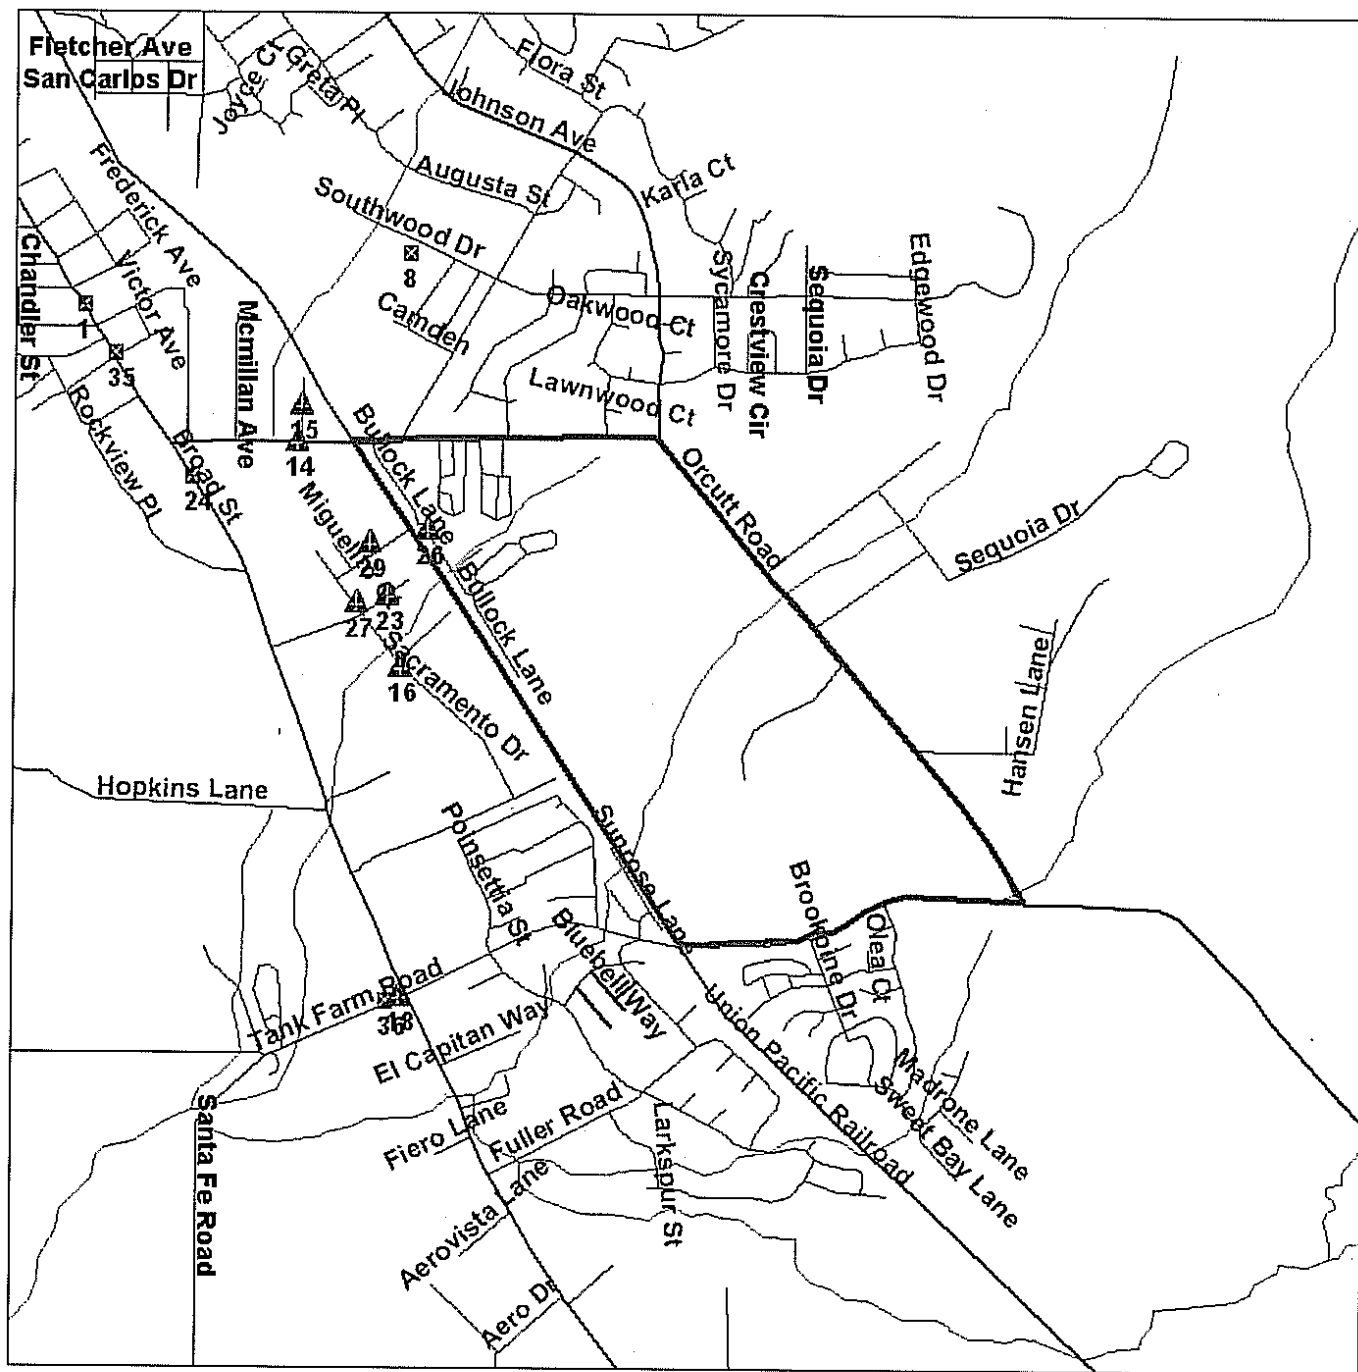 Fletcher Ave
San Carlos Dr
Joyce Ct
Greta Pl
Flora St
Johnson Ave
Frederick Ave
Augusta St
Karla Ct
Southwood Dr
Chandler St
Victor Ave
8
Sycamore Dr
Crestview Cir
Sequoia Dr
Edgewood Dr
1
Camden
Oakwood Ct
Mcmillan Ave
35
Rockview Pl
Lawnwood Ct
15
14
Bullock Lane
Broad St
24
Orcutt Road
29
26
Sequoia Dr
Bullock Lane
27
23
Sacramento Dr
16
Hansen Lane
Hopkins Lane
Poinsettia St
Sunrose Lane
Brookpine Dr
Olea Ct
Bluebell Way
Tank Farm Road
Union Pacific Railroad
El Capitan Way
Madrone Lane
Sweet Bay Lane
Santa Fe Road
Fiero Lane
Fuller Road
Larkspur St
Aerovista Lane
Aero Dr